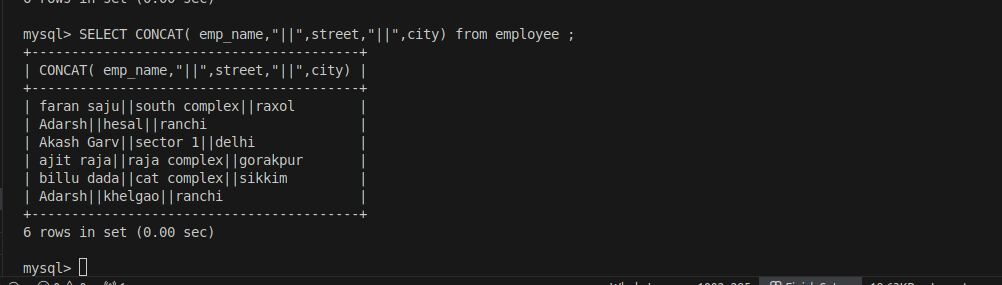 6 rows in set (0.00 sec)
mysql> SELECT CONCAT( emp_name,"||",street,"||",city) from employee ;
+-----------------------------------------+
| CONCAT( emp_name,"||",street,"||",city) |
+-----------------------------------------+
| faran saju||south complex||raxol        |
| Adarsh||hesal||ranchi                   |
| Akash Garv||sector 1||delhi             |
| ajit raja||raja complex||gorakpur       |
| billu dada||cat complex||sikkim         |
| Adarsh||khelgao||ranchi                 |
+-----------------------------------------+
6 rows in set (0.00 sec)
mysql>